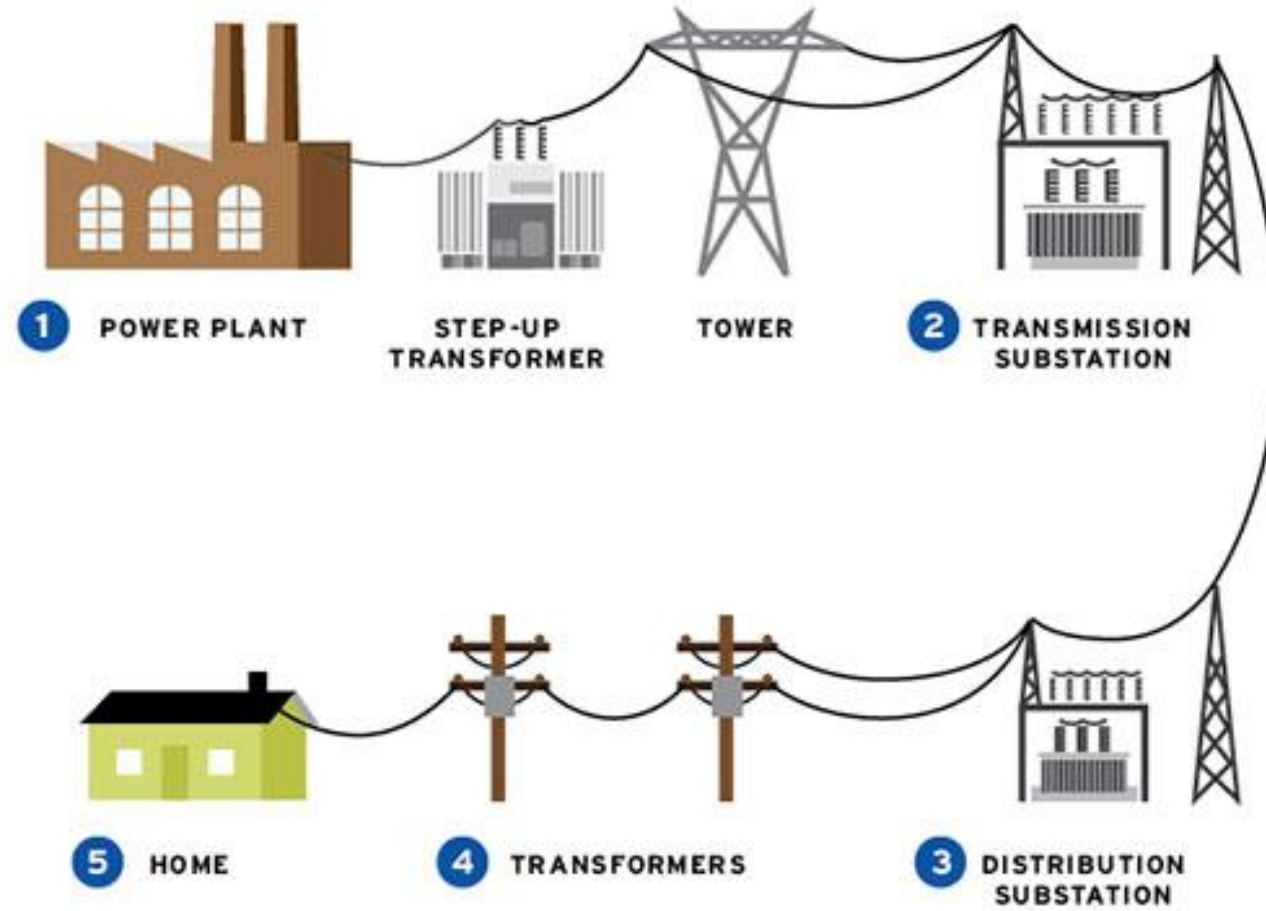 1 POWER PLANT
STEP-UP
TRANSFORMER
TOWER
2 TRANSMISSION
SUBSTATION
5 HOME
4 TRANSFORMERS
3 DISTRIBUTION
SUBSTATION